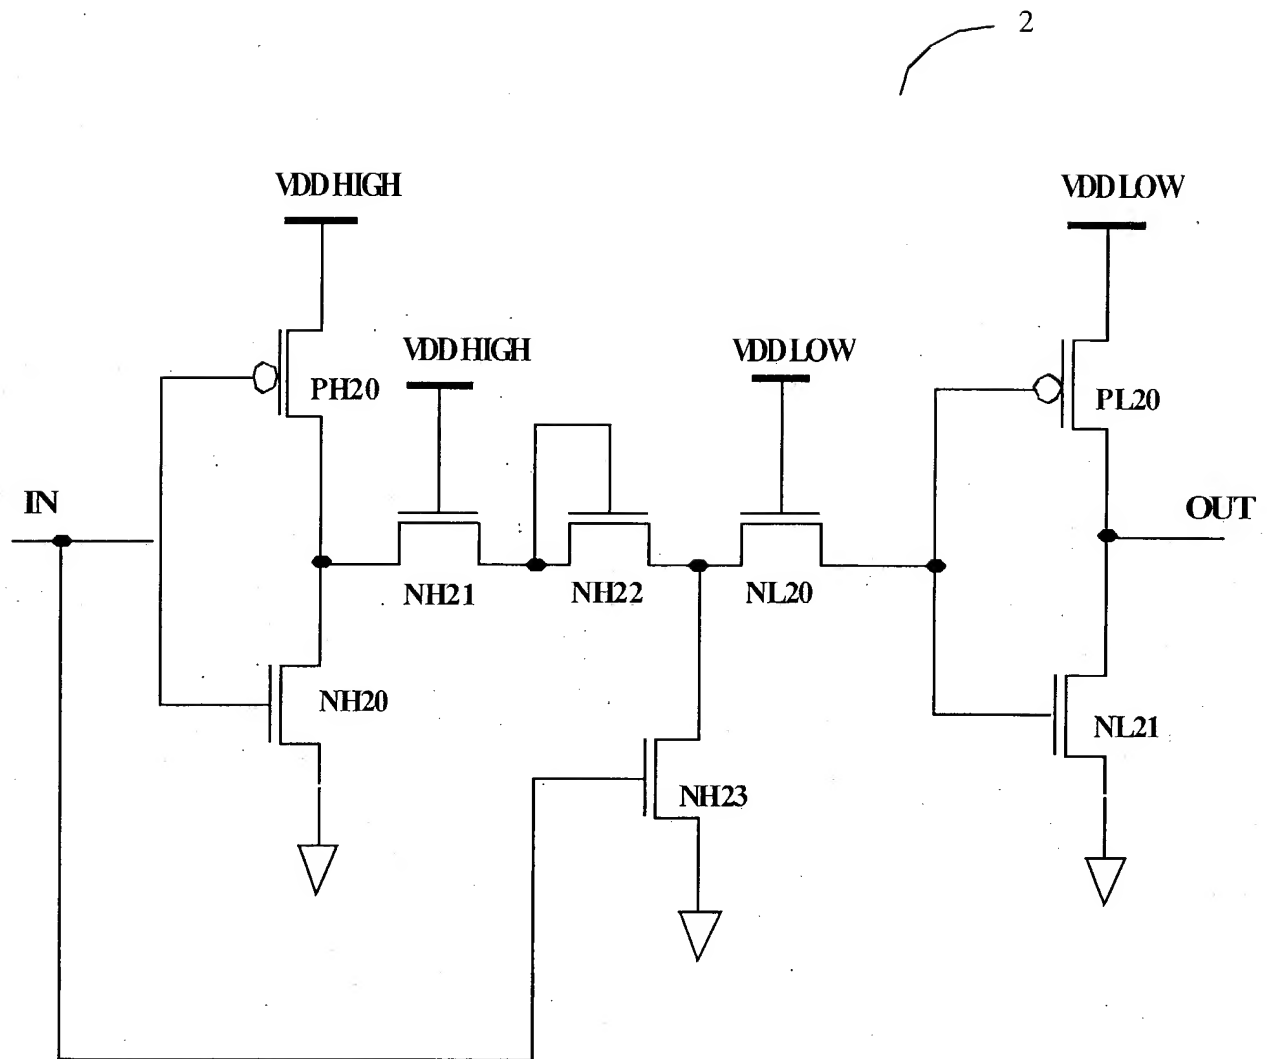 2
VDD HIGH
VDD LOW
VDD HIGH
VDD LOW
PH20
PL20
IN
OUT
NH21
NH22
NL20
NH20
NL21
NH23